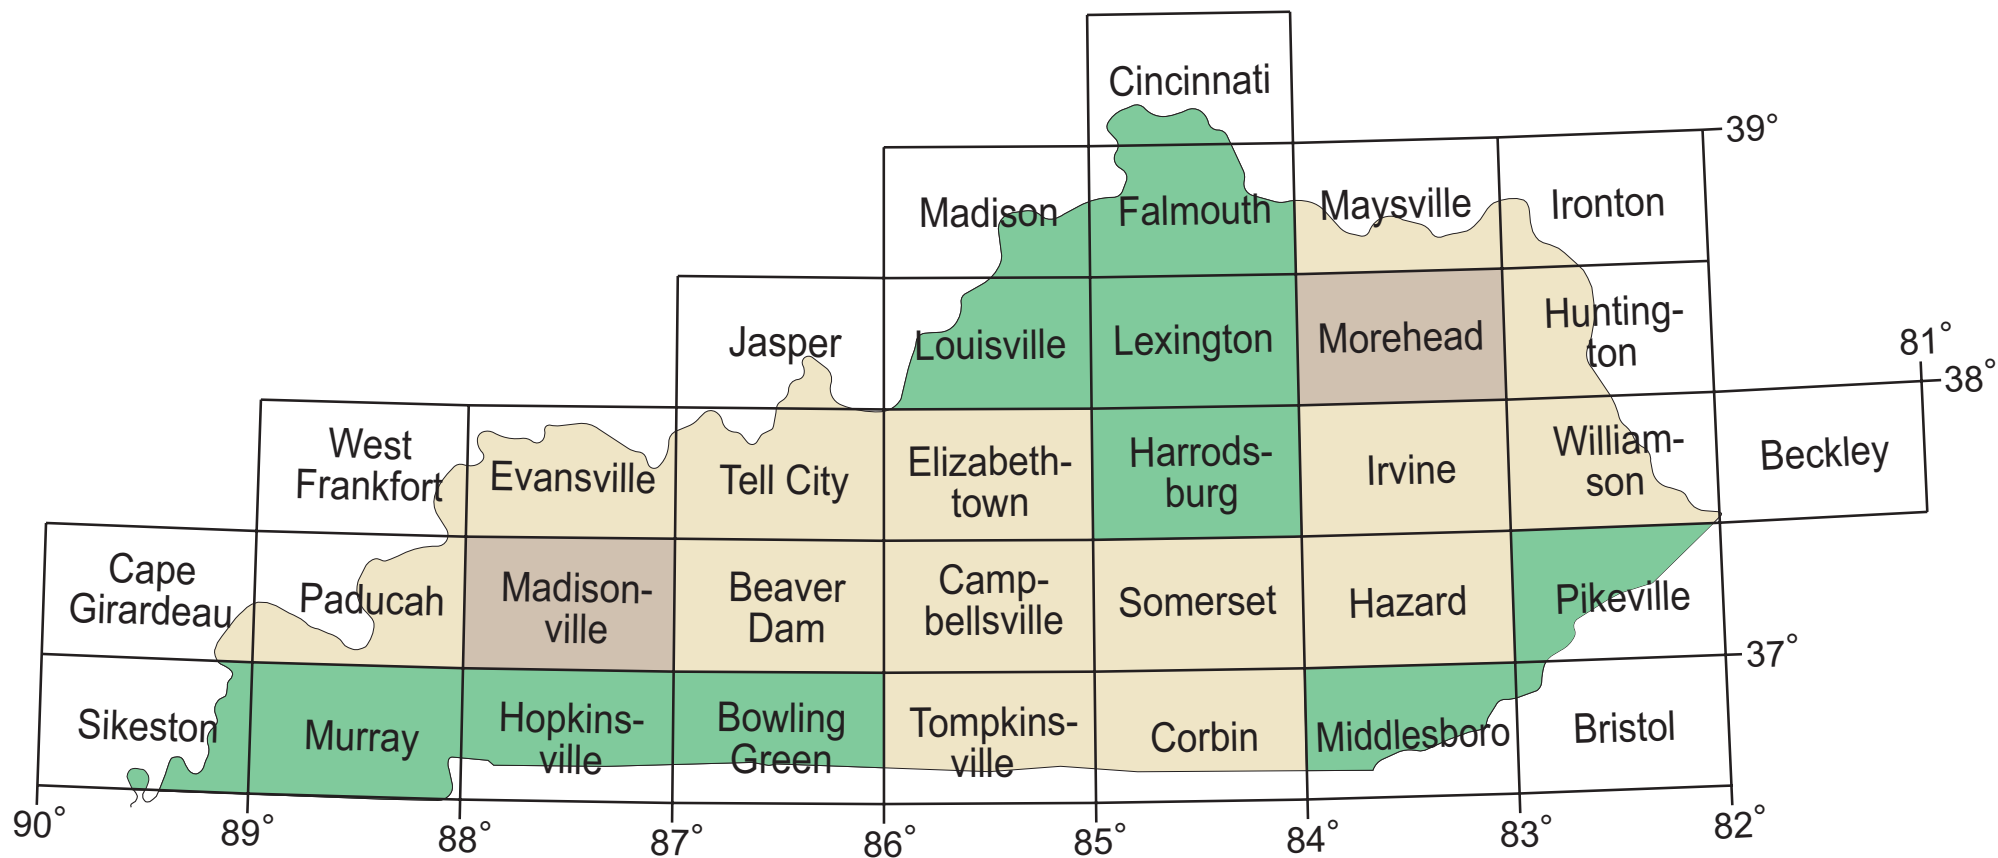 Cincinnati
39°
Madison
Falmouth
Maysville
Ironton
Jasper
Louisville
Lexington
Morehead
Hunting-
ton
81°
38°
West
Frankfort
Evansville
Tell City
Elizabeth-
town
Harrods-
burg
Irvine
William-
son
Beckley
Cape
Girardeau
Paducah
Madison-
ville
Beaver
Dam
Camp-
bellsville
Somerset
Hazard
Pikeville
37°
Sikeston
Murray
Hopkins-
ville
Bowling
Green
Tompkins-
ville
Corbin
Middlesboro
Bristol
90°
89°
88°
87°
86°
85°
84°
83°
82°